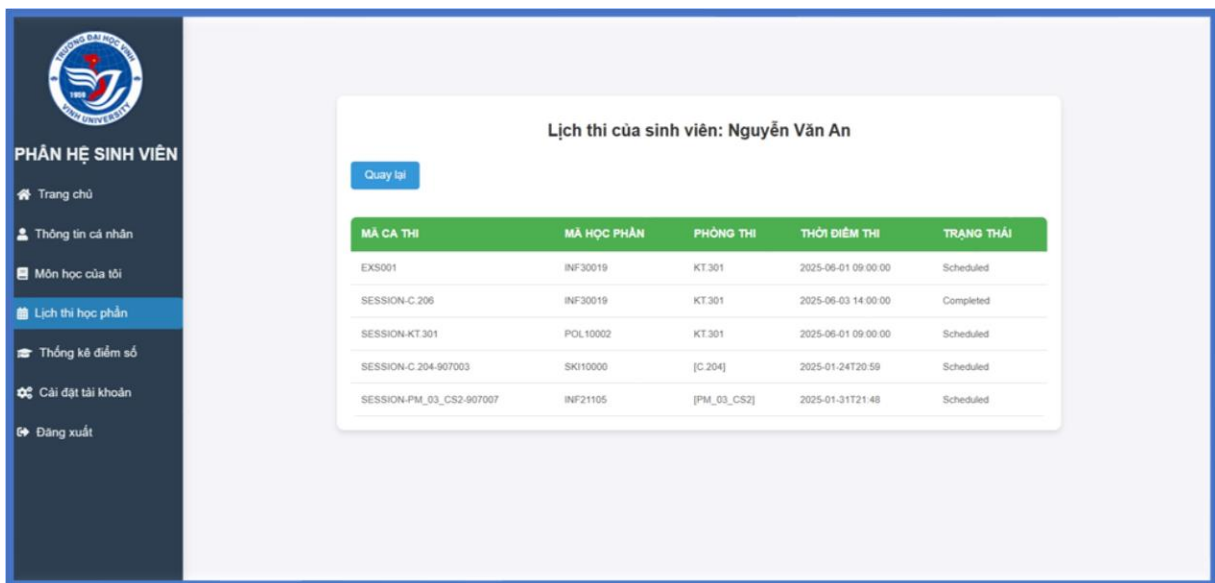 TRƯỜNG ĐẠI HỌC VINH
1959
VINH UNIVERSITY
PHÂN HỆ SINH VIÊN
Trang chủ
Thông tin cá nhân
Môn học của tôi
Lịch thi học phần
Thống kê điểm số
Cài đặt tài khoản
Đăng xuất
Lịch thi của sinh viên: Nguyễn Văn An
Quay lại
MÃ CA THI MÃ HỌC PHẦN PHÒNG THI THỜI ĐIỂM THI TRẠNG THÁI
EXS001 INF30019 KT.301 2025-06-01 09:00:00 Scheduled
SESSION-C.206 INF30019 KT.301 2025-06-03 14:00:00 Completed
SESSION-KT.301 POL10002 KT.301 2025-06-01 09:00:00 Scheduled
SESSION-C.204-907003 SKI10000 [C.204] 2025-01-24T20:59 Scheduled
SESSION-PM_03_CS2-907007 INF21105 [PM_03_CS2] 2025-01-31T21:48 Scheduled